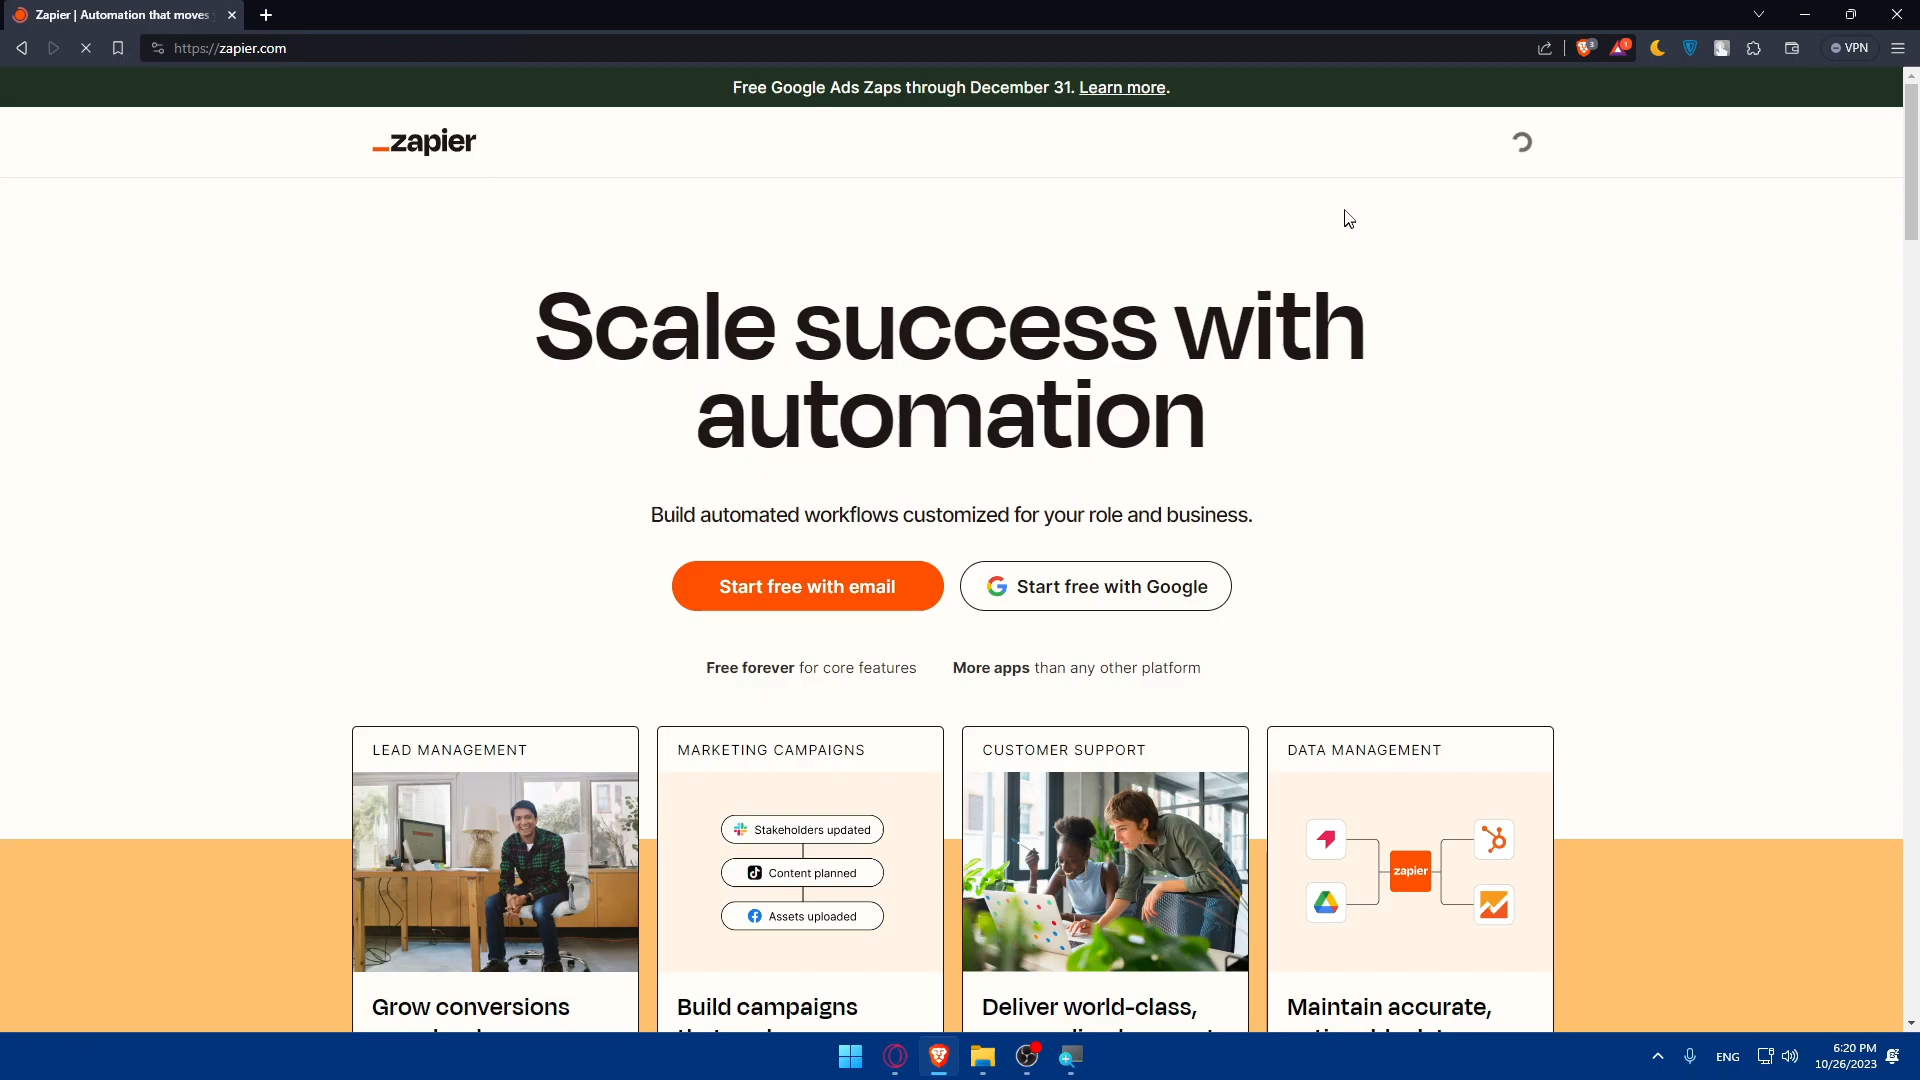 Zapier | Automation that moves
https://zapier.com
3
1
VPN
Free Google Ads Zaps through December 31. Learn more.
zapier
Scale success with
automation
Build automated workflows customized for your role and business.
Start free with email
Start free with Google
Free forever for core features
More apps than any other platform
LEAD MANAGEMENT
MARKETING CAMPAIGNS
CUSTOMER SUPPORT
DATA MANAGEMENT
Stakeholders updated
Content planned
Assets uploaded
zapier
Grow conversions
Build campaigns
Deliver world-class,
Maintain accurate,
ENG
6:20 PM
10/26/2023